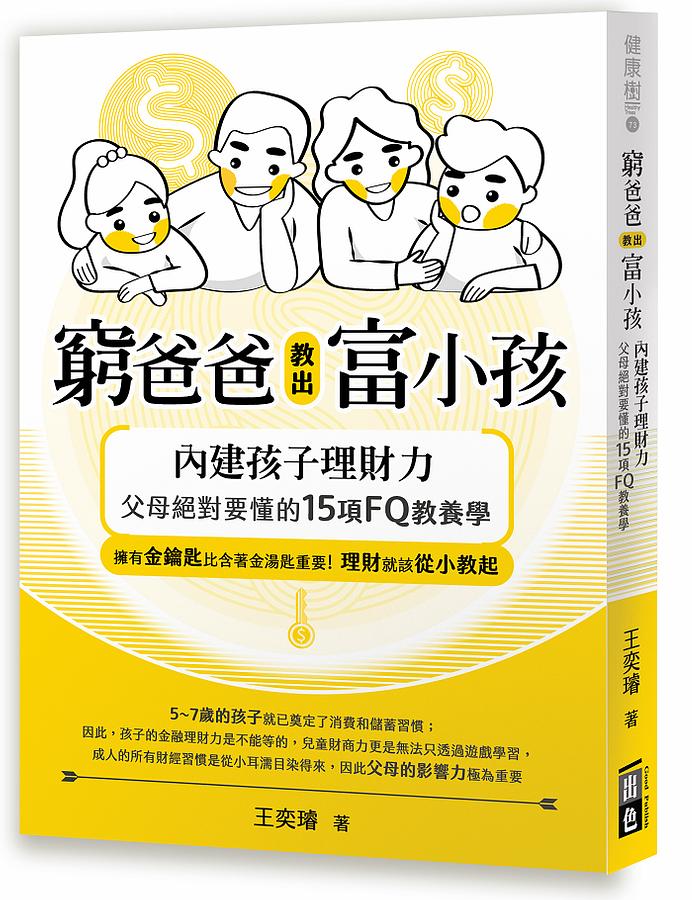 窮爸爸教出富小孩
內建孩子理財力
父母絕對要懂的15項FQ教養學
擁有金鑰匙比含著金湯匙重要！理財就該從小教起
5~7歲的孩子就已奠定了消費和儲蓄習慣；
因此，孩子的金融理財力是不能等的，兒童財商力更是無法只透過遊戲學習，
成人的所有財經習慣是從小耳濡目染得來，因此父母的影響力極為重要
王奕璿 著
健康樹
73
窮爸爸教出富小孩
內建孩子理財力
父母絕對要懂的15項FQ教養學
王奕璿 著
出色
Good Publish